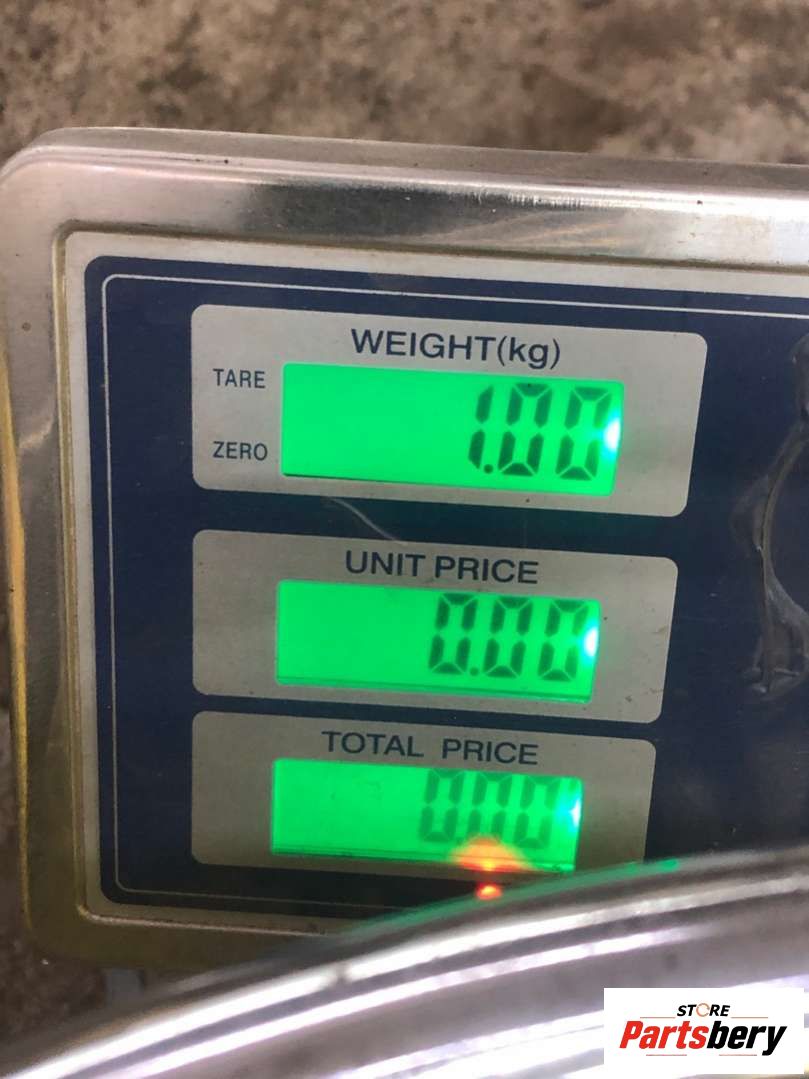 WEIGHT(kg)
TARE
1.00
ZERO
UNIT PRICE
0.00
TOTAL PRICE
0.00
STORE
Partsbery